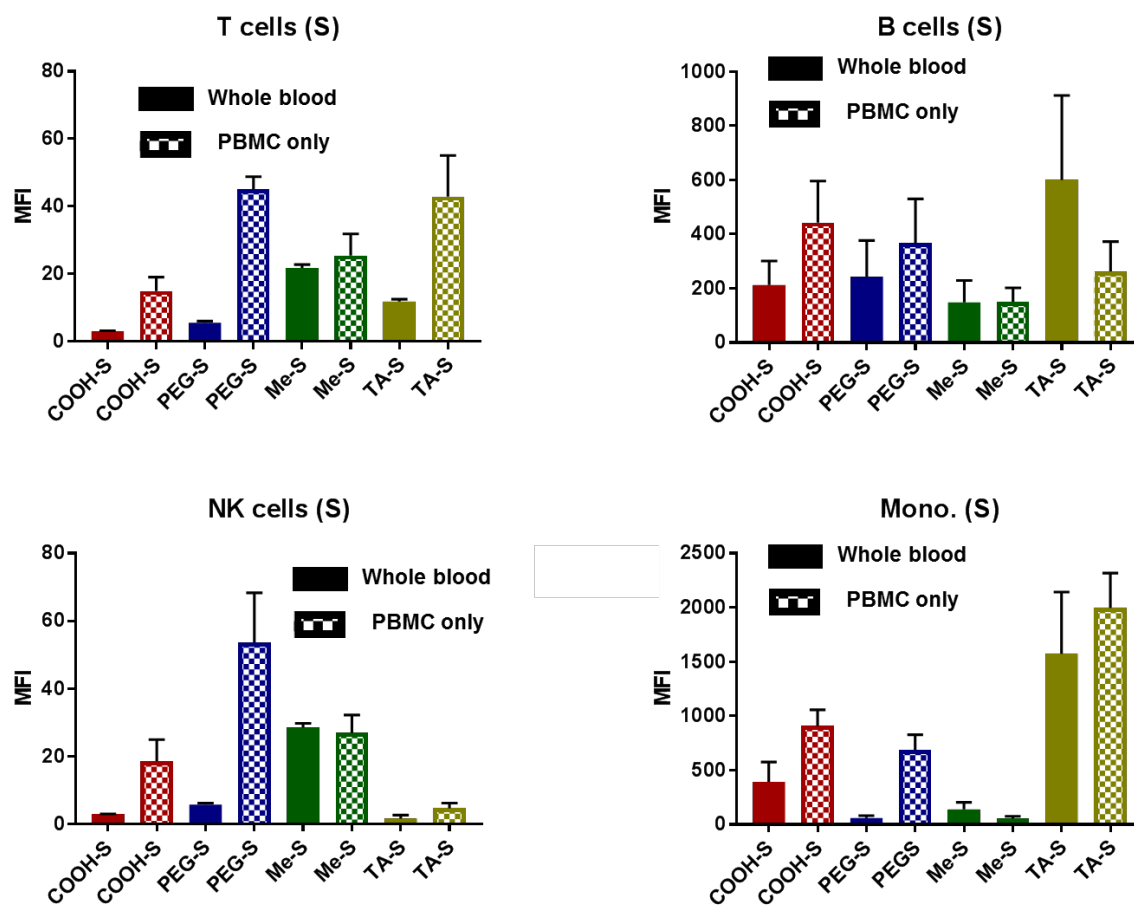 T cells (S)
80
60
40
20
0
MFI
Whole blood
PBMC only
COOH-S
COOH-S
PEG-S
PEG-S
Me-S
Me-S
TA-S
TA-S
B cells (S)
1000
800
600
400
200
0
MFI
Whole blood
PBMC only
COOH-S
COOH-S
PEG-S
PEG-S
Me-S
Me-S
TA-S
TA-S
NK cells (S)
80
60
40
20
0
MFI
Whole blood
PBMC only
COOH-S
COOH-S
PEG-S
PEG-S
Me-S
Me-S
TA-S
TA-S
Mono. (S)
2500
2000
1500
1000
500
0
MFI
Whole blood
PBMC only
COOH-S
COOH-S
PEG-S
PEGS
Me-S
Me-S
TA-S
TA-S